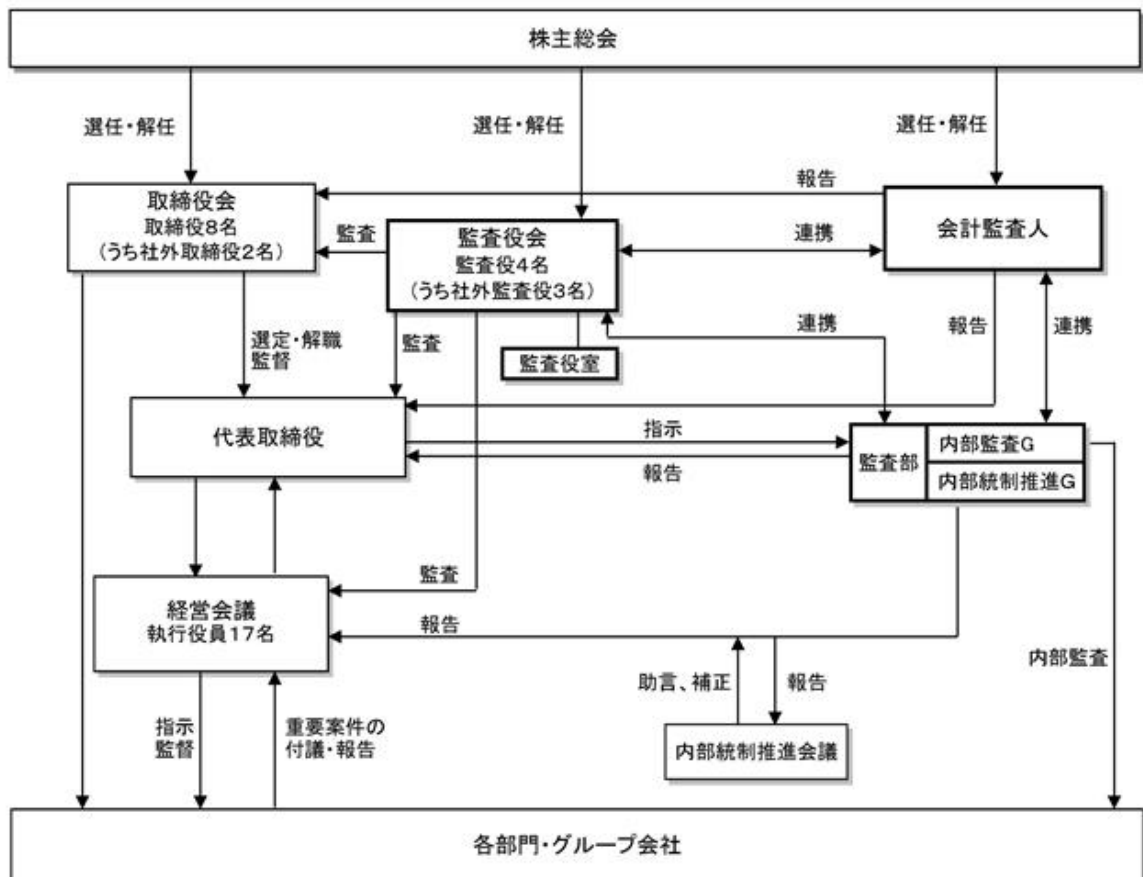 株主総会
選任・解任
選任・解任
選任・解任
取締役会
取締役8名
(うち社外取締役2名)
報告
会計監査人
監査
監査役会
監査役4名
(うち社外監査役3名)
連携
選定・解職
監督
監査
監査役室
連携
報告
連携
代表取締役
指示
報告
監査部
内部監査G
内部統制推進G
経営会議
執行役員17名
監査
報告
内部監査
助言、補正
報告
内部統制推進会議
指示
監督
重要案件の
付議・報告
各部門・グループ会社